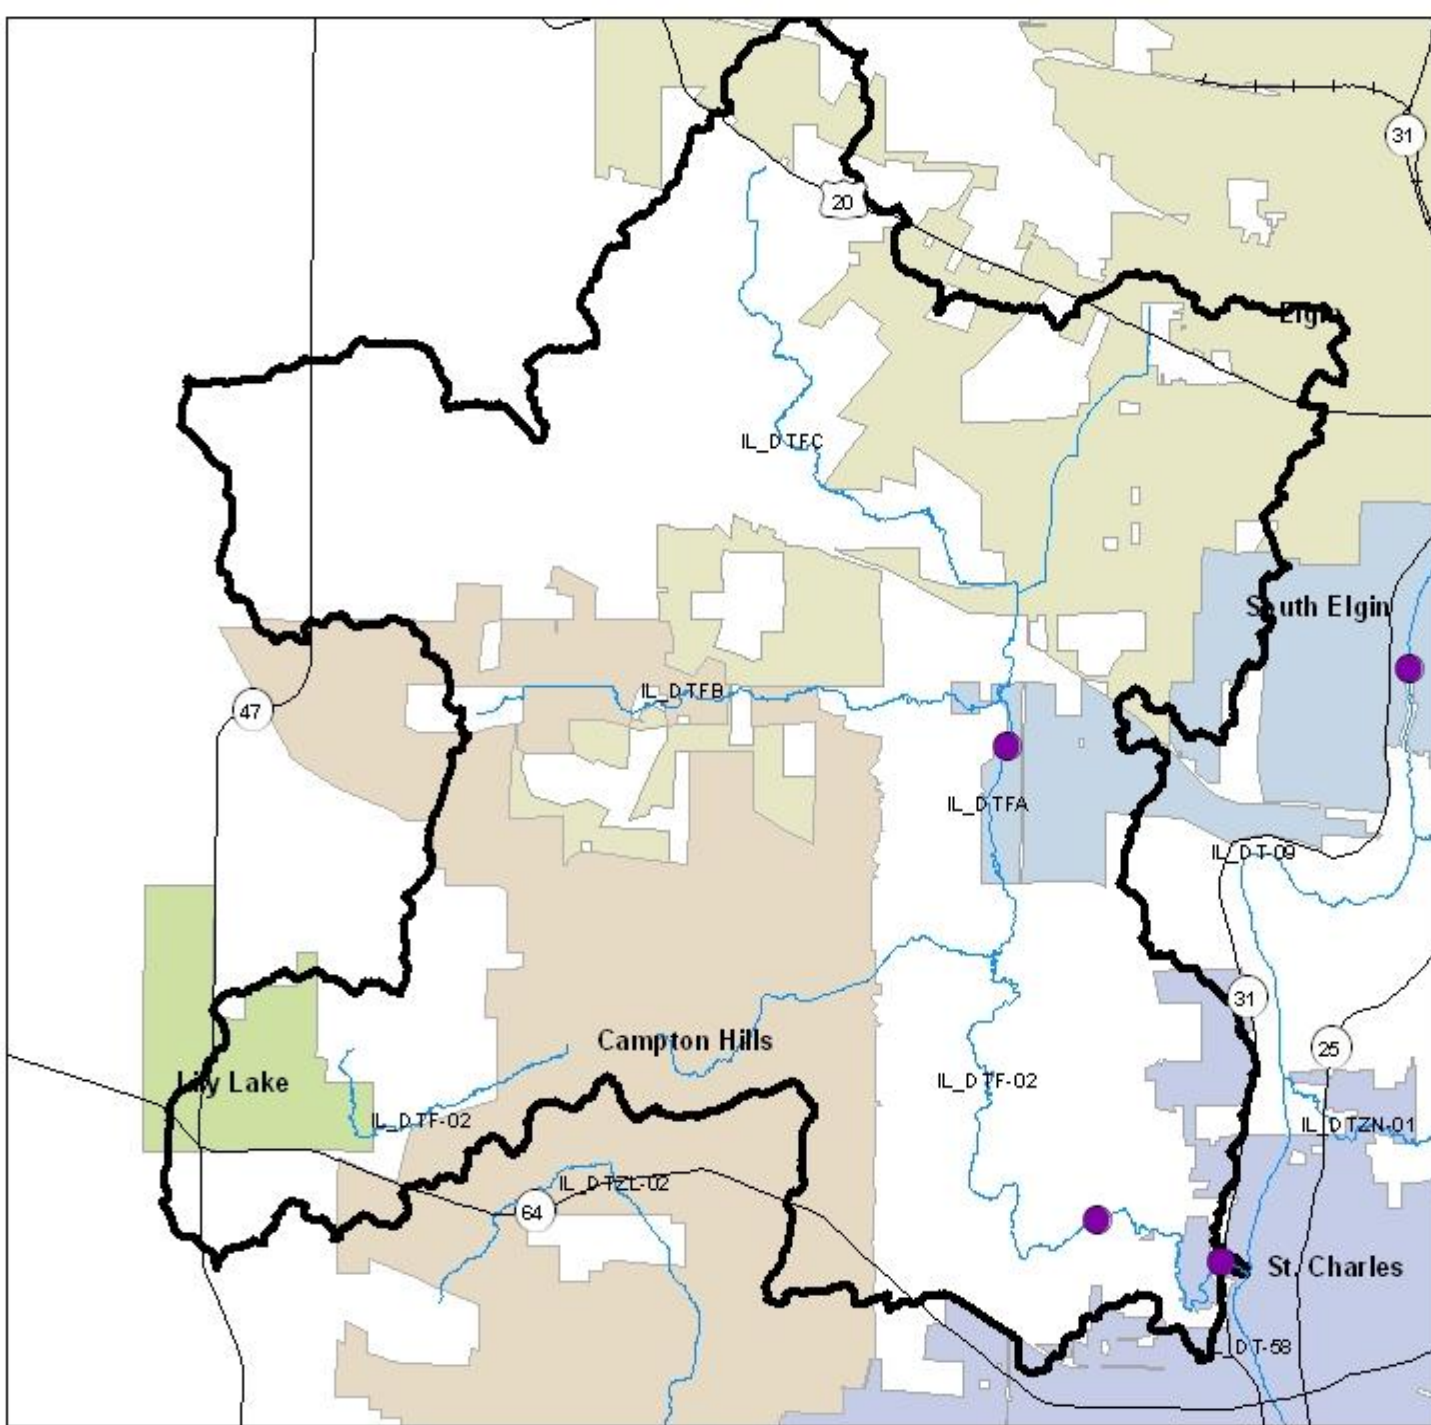 31
20
Elgin
IL_DTFC
South Elgin
IL_DTFB
47
IL_DTFA
IL_DT-09
31
Campton Hills
25
Lily Lake
IL_DTF-02
IL_DTF-02
IL_DTZN-01
IL_DTZL-02
64
St. Charles
IL_DT-58